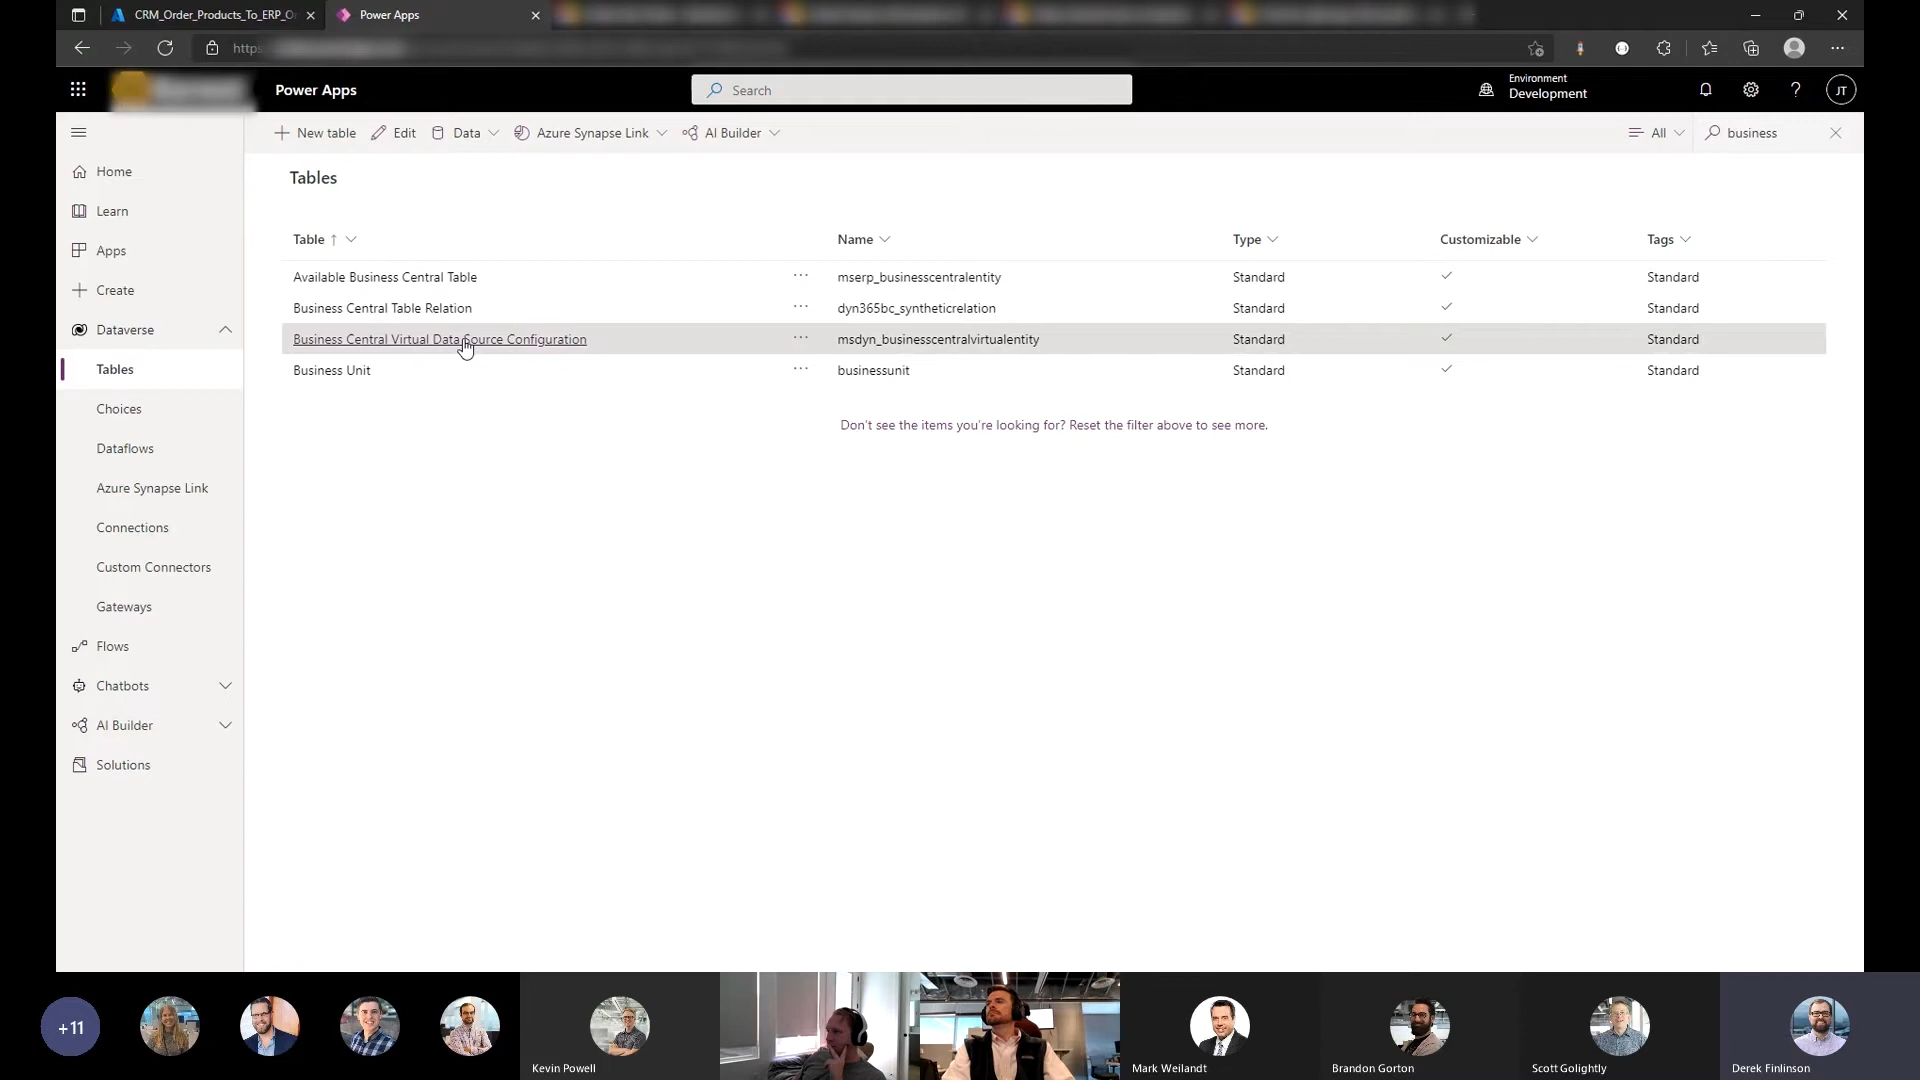 CRM_Order_Products_To_ERP_O
Power Apps
https
Power Apps
Search
Environment
Development
JT
New table
Edit
Data
Azure Synapse Link
AI Builder
All
business
Home
Learn
Apps
Create
Dataverse
Tables
Choices
Dataflows
Azure Synapse Link
Connections
Custom Connectors
Gateways
Flows
Chatbots
AI Builder
Solutions
Tables
Table ↑ Name Type Customizable Tags
Available Business Central Table ··· mserp_businesscentralentity Standard ✓ Standard
Business Central Table Relation ··· dyn365bc_syntheticrelation Standard ✓ Standard
Business Central Virtual Data Source Configuration ··· msdyn_businesscentralvirtualentity Standard ✓ Standard
Business Unit ··· businessunit Standard ✓ Standard
Don't see the items you're looking for? Reset the filter above to see more.
+11
Kevin Powell
Mark Weilandt
Brandon Gorton
Scott Golightly
Derek Finlinson